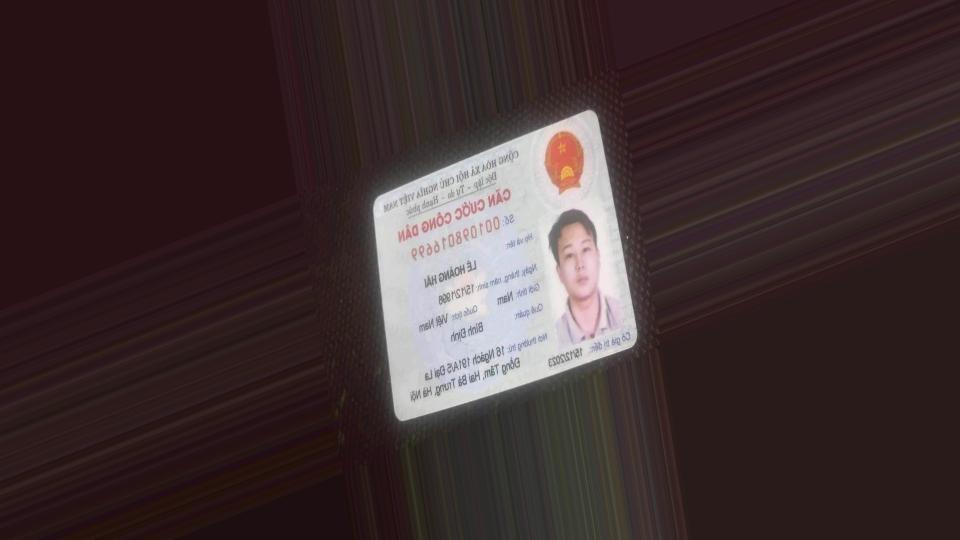 CỘNG HÒA XÃ HỘI CHỦ NGHĨA VIỆT NAM
Độc lập - Tự do - Hạnh phúc
CĂN CƯỚC CÔNG DÂN
Số: 001098016699
Họ và tên:
LÊ HOÀNG HẢI
Ngày, tháng, năm sinh: 15/12/1998
Giới tính: Nam Quốc tịch: Việt Nam
Quê quán:
Bình Định
Nơi thường trú: 16 Ngách 191A/5 Đại La
Đồng Tâm, Hai Bà Trưng, Hà Nội
Có giá trị đến: 15/12/2023